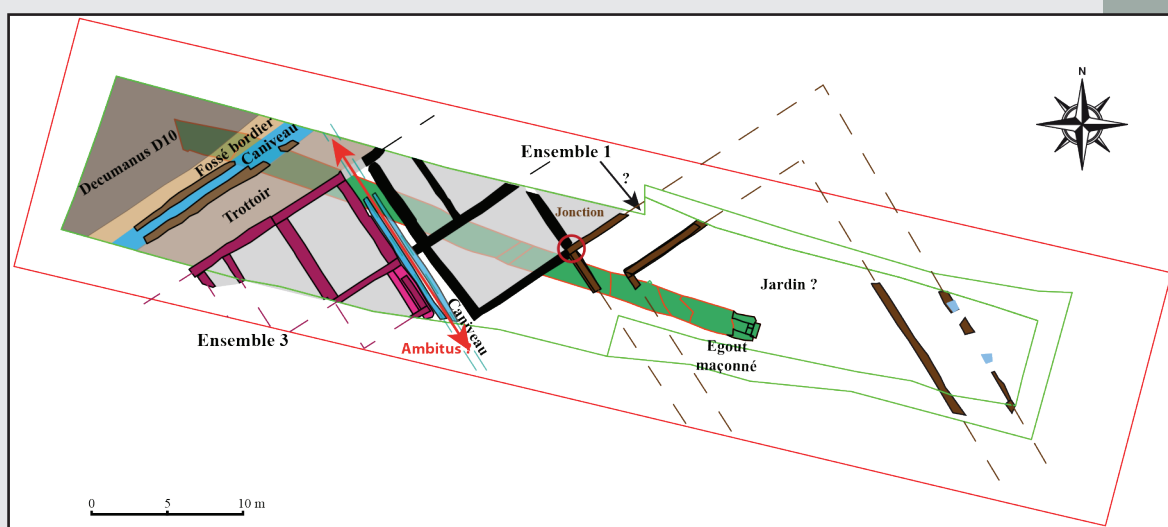 N
Decumanus D10
Fossé bordier
Caniveau
Trottoir
Ensemble 1
?
Jonction
Jardin ?
Ensemble 3
Caniveau
Ambitus ?
Egout
maçonné
0 5 10 m